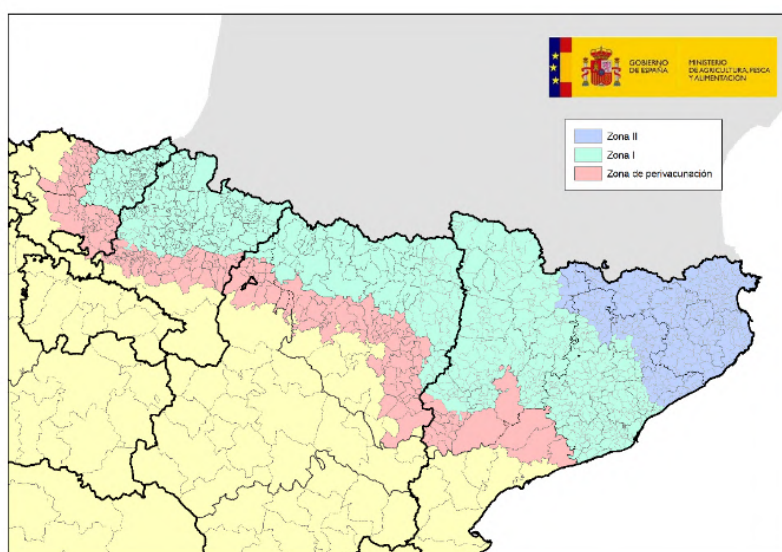 GOBIERNO
DE ESPAÑA
MINISTERIO
DE AGRICULTURA, PESCA
Y ALIMENTACIÓN
Zona II
Zona I
Zona de perivacunación